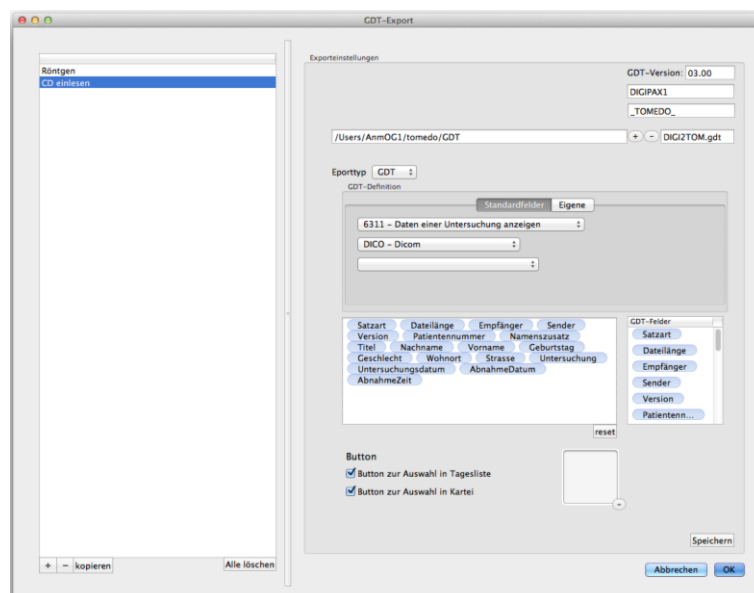 GDT-Export
Röntgen
CD einlesen
+ − kopieren Alle löschen
Exporteinstellungen
GDT-Version: 03.00
DIGIPAX1
_TOMEDO_
/Users/AnmOG1/tomedo/GDT + − DIGI2TOM.gdt
Eporttyp GDT
GDT-Definition
Standardfelder Eigene
6311 – Daten einer Untersuchung anzeigen
DICO – Dicom
Satzart Dateilänge Empfänger Sender
Version Patientennummer Namenszusatz
Titel Nachname Vorname Geburtstag
Geschlecht Wohnort Strasse Untersuchung
Untersuchungsdatum AbnahmeDatum
AbnahmeZeit
reset
GDT-Felder
Satzart
Dateilänge
Empfänger
Sender
Version
Patientenn...
Button
Button zur Auswahl in Tagesliste
Button zur Auswahl in Kartei
−
Speichern
Abbrechen OK